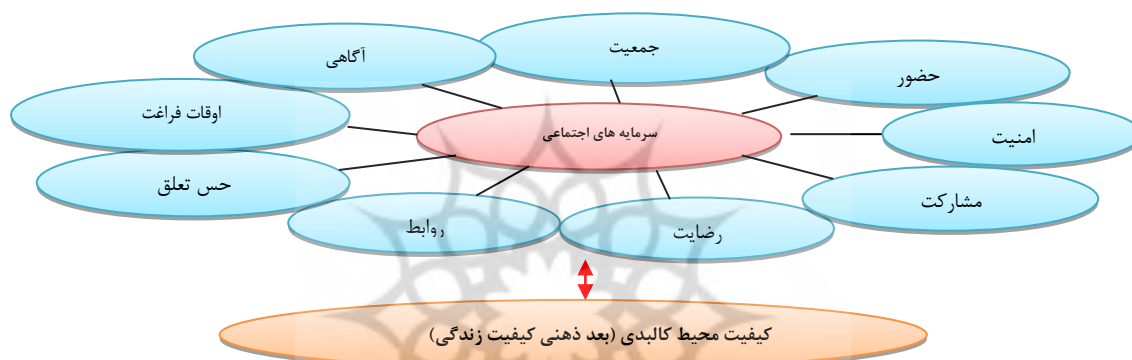 جمعیت
آگاهی
حضور
اوقات فراغت
سرمایه های اجتماعی
امنیت
حس تعلق
مشارکت
روابط
رضایت
کیفیت محیط کالبدی (بعد ذهنی کیفیت زندگی)